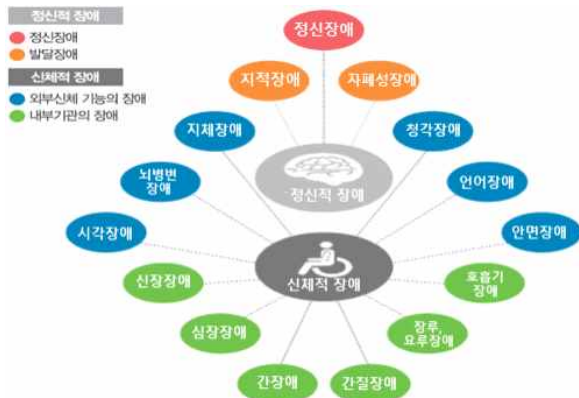 정신적 장애
정신장애
발달장애
신체적 장애
외부신체 기능의 장애
내부기관의 장애
정신장애
지적장애
자폐성장애
지체장애
청각장애
정신적 장애
뇌병변
장애
언어장애
시각장애
안면장애
신체적 장애
신장장애
호흡기
장애
심장장애
장루,
요루장애
간장애
간질장애